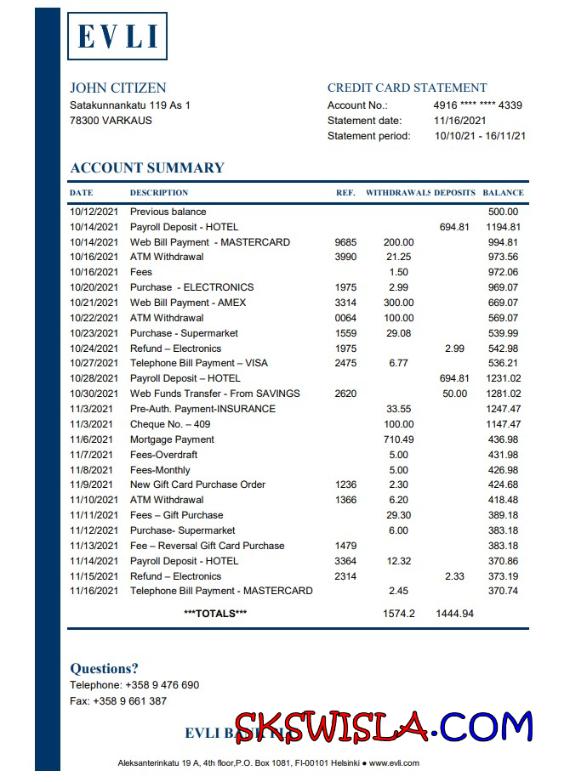 EVLI
JOHN CITIZEN
Satakunnankatu 119 As 1
78300 VARKAUS
CREDIT CARD STATEMENT
Account No.: 4916 **** **** 4339
Statement date: 11/16/2021
Statement period: 10/10/21 - 16/11/21
ACCOUNT SUMMARY
DATE DESCRIPTION REF. WITHDRAWALS DEPOSITS BALANCE
10/12/2021 Previous balance 500.00
10/14/2021 Payroll Deposit - HOTEL 694.81 1194.81
10/14/2021 Web Bill Payment - MASTERCARD 9685 200.00 994.81
10/16/2021 ATM Withdrawal 3990 21.25 973.56
10/16/2021 Fees 1.50 972.06
10/20/2021 Purchase - ELECTRONICS 1975 2.99 969.07
10/21/2021 Web Bill Payment - AMEX 3314 300.00 669.07
10/22/2021 ATM Withdrawal 0064 100.00 569.07
10/23/2021 Purchase - Supermarket 1559 29.08 539.99
10/24/2021 Refund – Electronics 1975 2.99 542.98
10/27/2021 Telephone Bill Payment – VISA 2475 6.77 536.21
10/28/2021 Payroll Deposit – HOTEL 694.81 1231.02
10/30/2021 Web Funds Transfer - From SAVINGS 2620 50.00 1281.02
11/3/2021 Pre-Auth. Payment-INSURANCE 33.55 1247.47
11/3/2021 Cheque No. – 409 100.00 1147.47
11/6/2021 Mortgage Payment 710.49 436.98
11/7/2021 Fees-Overdraft 5.00 431.98
11/8/2021 Fees-Monthly 5.00 426.98
11/9/2021 New Gift Card Purchase Order 1236 2.30 424.68
11/10/2021 ATM Withdrawal 1366 6.20 418.48
11/11/2021 Fees – Gift Purchase 29.30 389.18
11/12/2021 Purchase- Supermarket 6.00 383.18
11/13/2021 Fee – Reversal Gift Card Purchase 1479 383.18
11/14/2021 Payroll Deposit - HOTEL 3364 12.32 370.86
11/15/2021 Refund – Electronics 2314 2.33 373.19
11/16/2021 Telephone Bill Payment - MASTERCARD 2.45 370.74
***TOTALS*** 1574.2 1444.94
Questions?
Telephone: +358 9 476 690
Fax: +358 9 661 387
EVLI
SKSWISLA.COM
Aleksanterinkatu 19 A, 4th floor,P.O. Box 1081, FI-00101 Helsinki ● www.evli.com